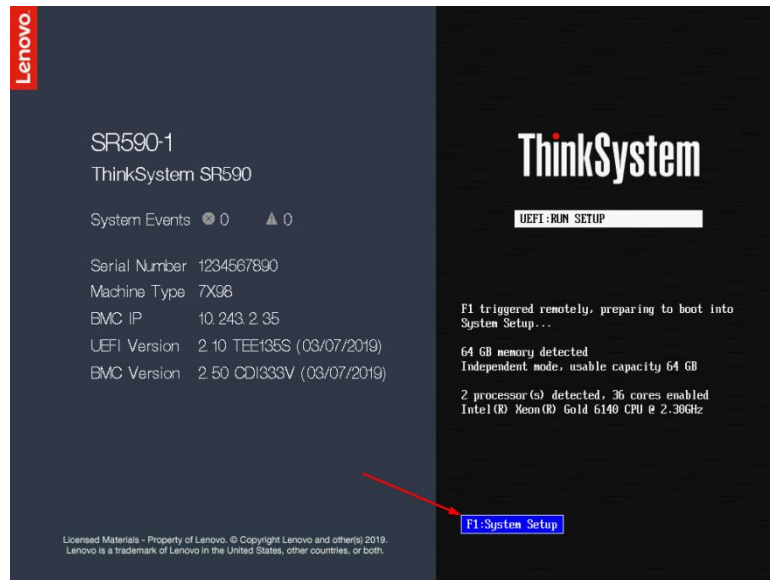 Lenovo.
SR590-1
ThinkSystem SR590
System Events 0 0
Serial Number 1234567890
Machine Type 7X98
BMC IP 10.243.2.35
UEFI Version 2.10 TEE135S (03/07/2019)
BMC Version 2.50 CDI333V (03/07/2019)
Licensed Materials - Property of Lenovo. © Copyright Lenovo and other(s) 2019.
Lenovo is a trademark of Lenovo in the United States, other countries, or both.
ThinkSystem
UEFI:RUN SETUP
F1 triggered remotely, preparing to boot into
System Setup...
64 GB memory detected
Independent mode, usable capacity 64 GB
2 processor(s) detected, 36 cores enabled
Intel(R) Xeon(R) Gold 6140 CPU @ 2.30GHz
F1:System Setup